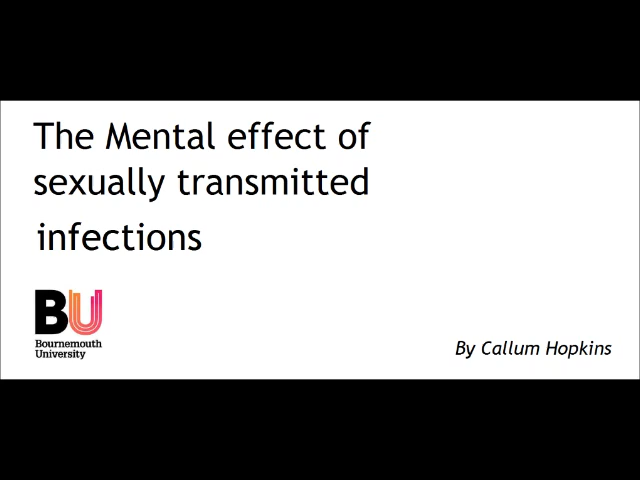 The Mental effect of
sexually transmitted
infections
BU
Bournemouth
University
By Callum Hopkins